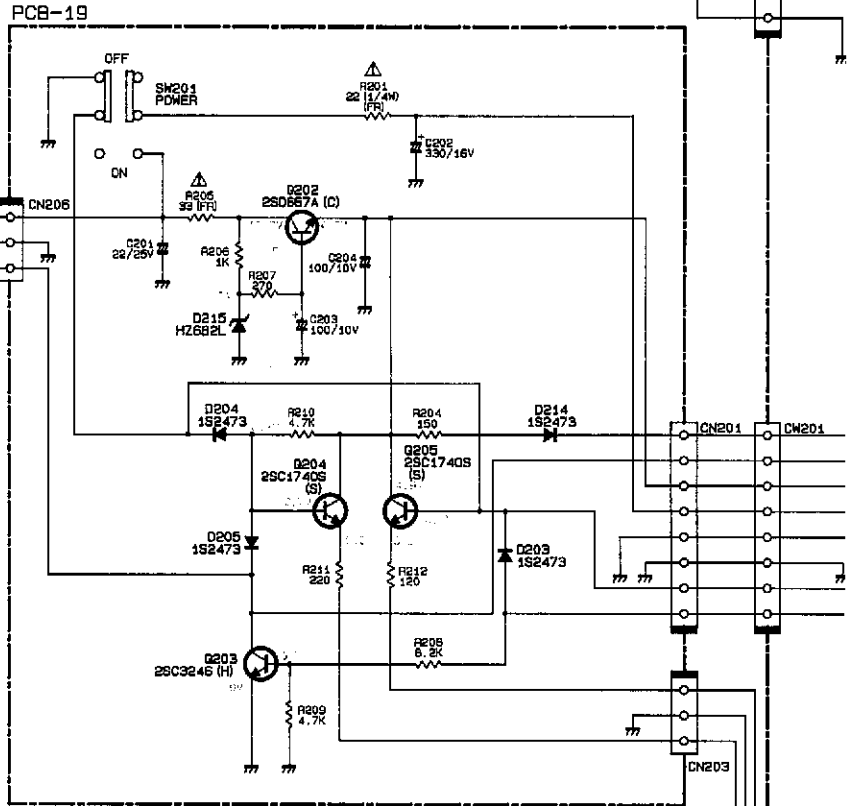 PCB-19
OFF
SW201
POWER
R201
22 (1/4W)
(FR)
C202
330/16V
ON
CN206
R205
33 (FR)
Q202
2SD667A (C)
C201
22/25V
R206
1K
C204
100/10V
R207
270
D215
HZ6B2L
C203
100/10V
D204
1S2473
R210
4.7K
R204
150
D214
1S2473
CN201
CW201
Q204
2SC1740S
(S)
Q205
2SC1740S
(S)
D205
1S2473
D203
1S2473
R211
220
R212
120
Q203
2SC3246 (H)
R208
8.2K
R209
4.7K
CN203